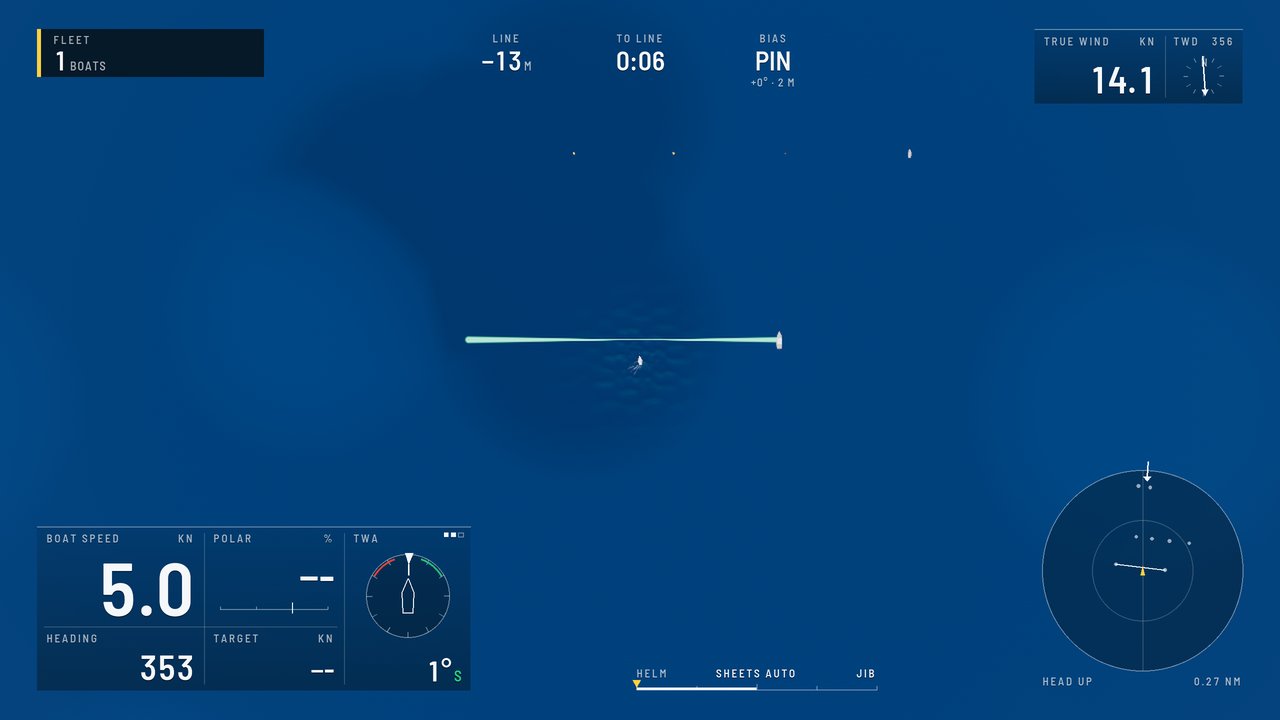 FLEET
1 BOATS
LINE
−13 M
TO LINE
0:06
BIAS
PIN
+0° · 2 M
TRUE WIND KN
14.1
TWD 356
N
BOAT SPEED KN
5.0
POLAR %
––
TWA
1° S
HEADING
353
TARGET KN
––
HELM SHEETS AUTO JIB
HEAD UP 0.27 NM